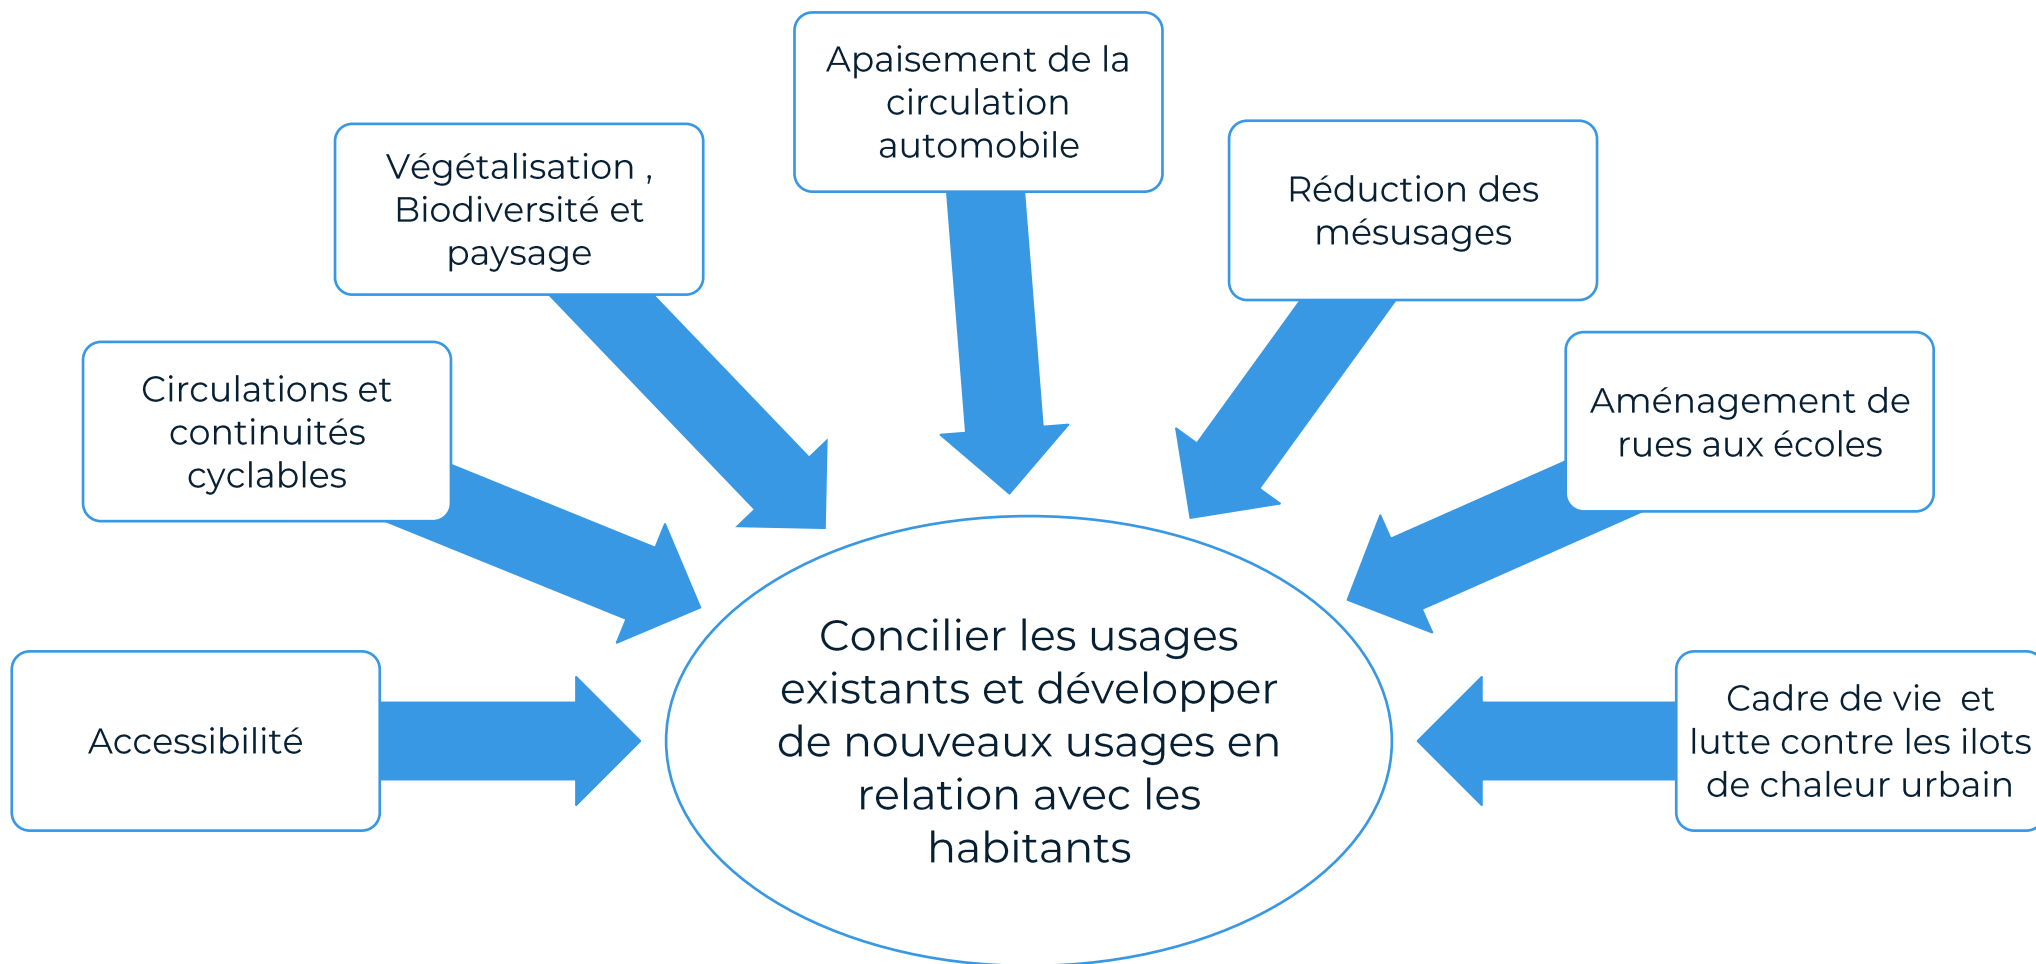 Apaisement de la
circulation
automobile
Végétalisation ,
Biodiversité et
paysage
Réduction des
mésusages
Circulations et
continuités
cyclables
Aménagement de
rues aux écoles
Accessibilité
Concilier les usages
existants et développer
de nouveaux usages en
relation avec les
habitants
Cadre de vie  et
lutte contre les ilots
de chaleur urbain